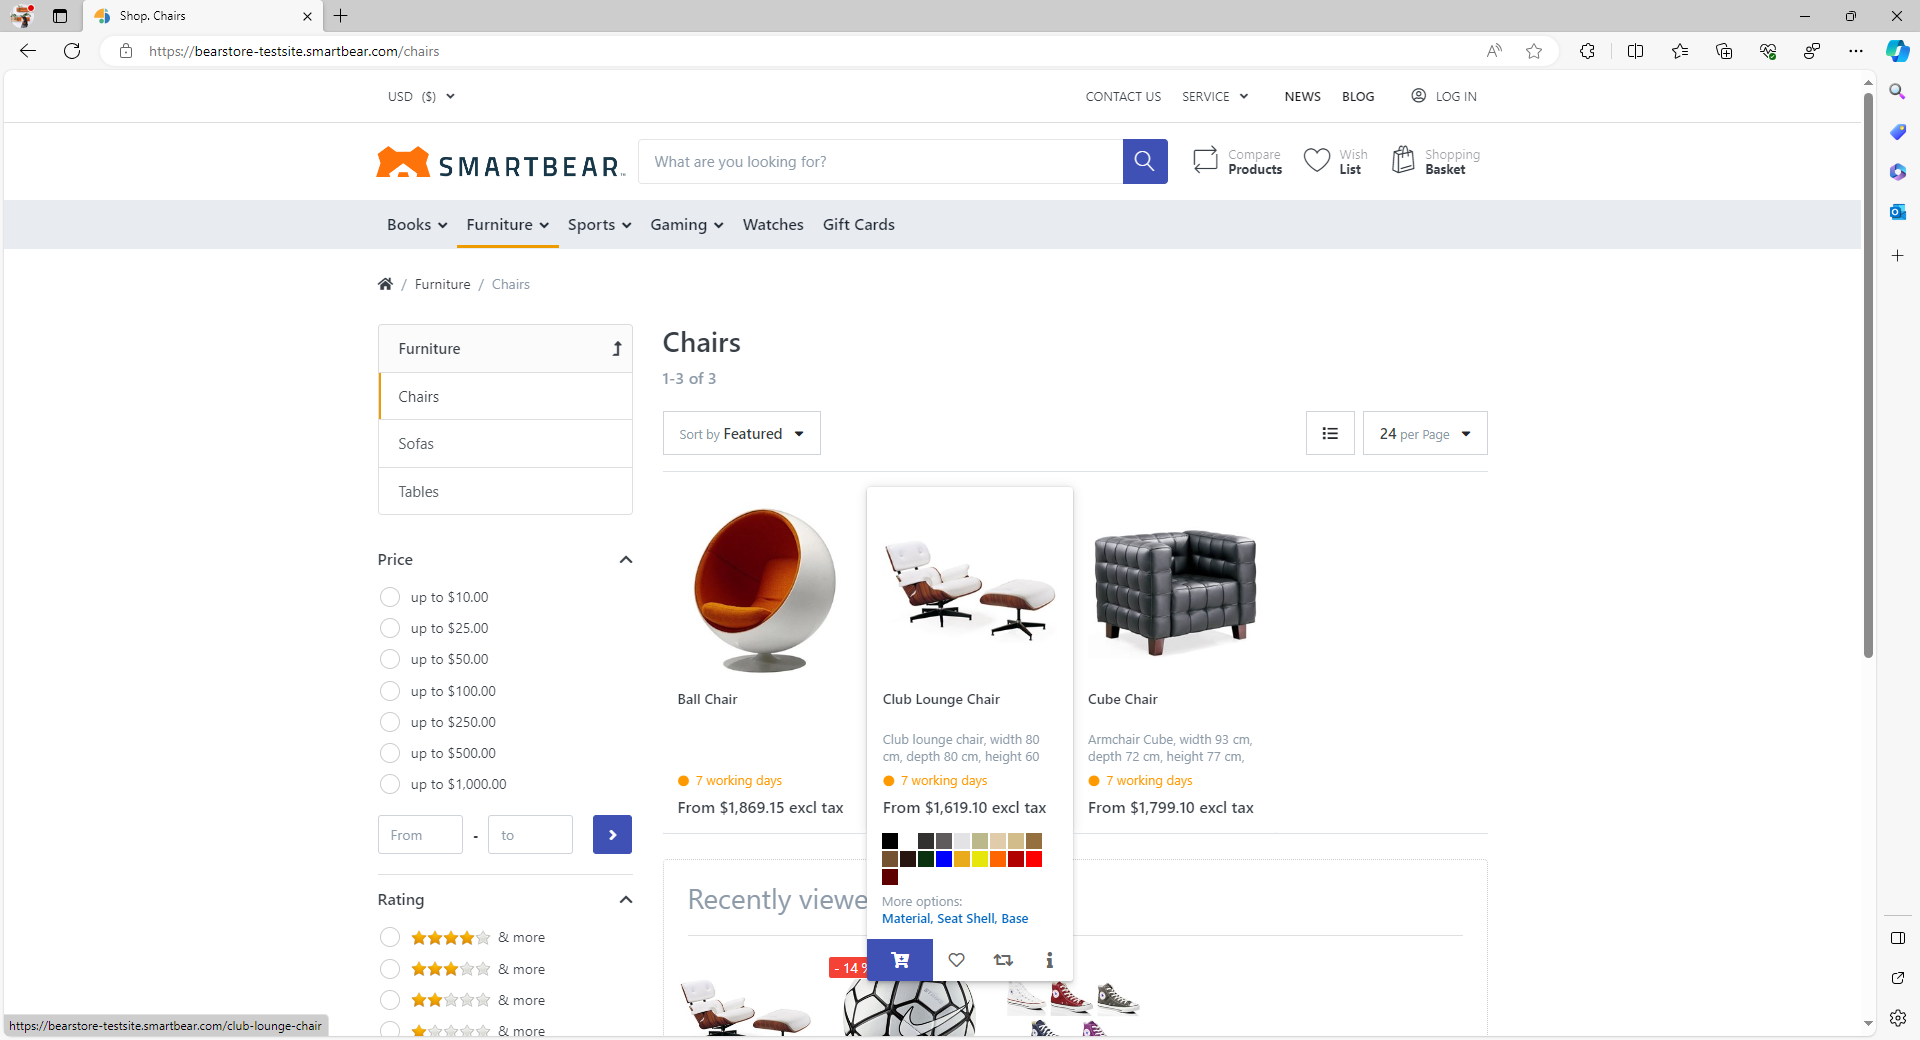 Shop. Chairs
https://bearstore-testsite.smartbear.com/chairs
USD ($)
CONTACT US SERVICE NEWS BLOG LOG IN
SMARTBEAR™
What are you looking for?
Compare
Products
Wish
List
Shopping
Basket
Books Furniture Sports Gaming Watches Gift Cards
/ Furniture / Chairs
Furniture
Chairs
Sofas
Tables
Price
up to $10.00
up to $25.00
up to $50.00
up to $100.00
up to $250.00
up to $500.00
up to $1,000.00
From - to
Rating
& more
& more
& more
& more
Chairs
1-3 of 3
Sort by Featured
24 per Page
Ball Chair
7 working days
From $1,869.15 excl tax
Club Lounge Chair
Club lounge chair, width 80
cm, depth 80 cm, height 60
7 working days
From $1,619.10 excl tax
More options:
Material, Seat Shell, Base
Cube Chair
Armchair Cube, width 93 cm,
depth 72 cm, height 77 cm,
7 working days
From $1,799.10 excl tax
Recently viewe
- 14 %
https://bearstore-testsite.smartbear.com/club-lounge-chair